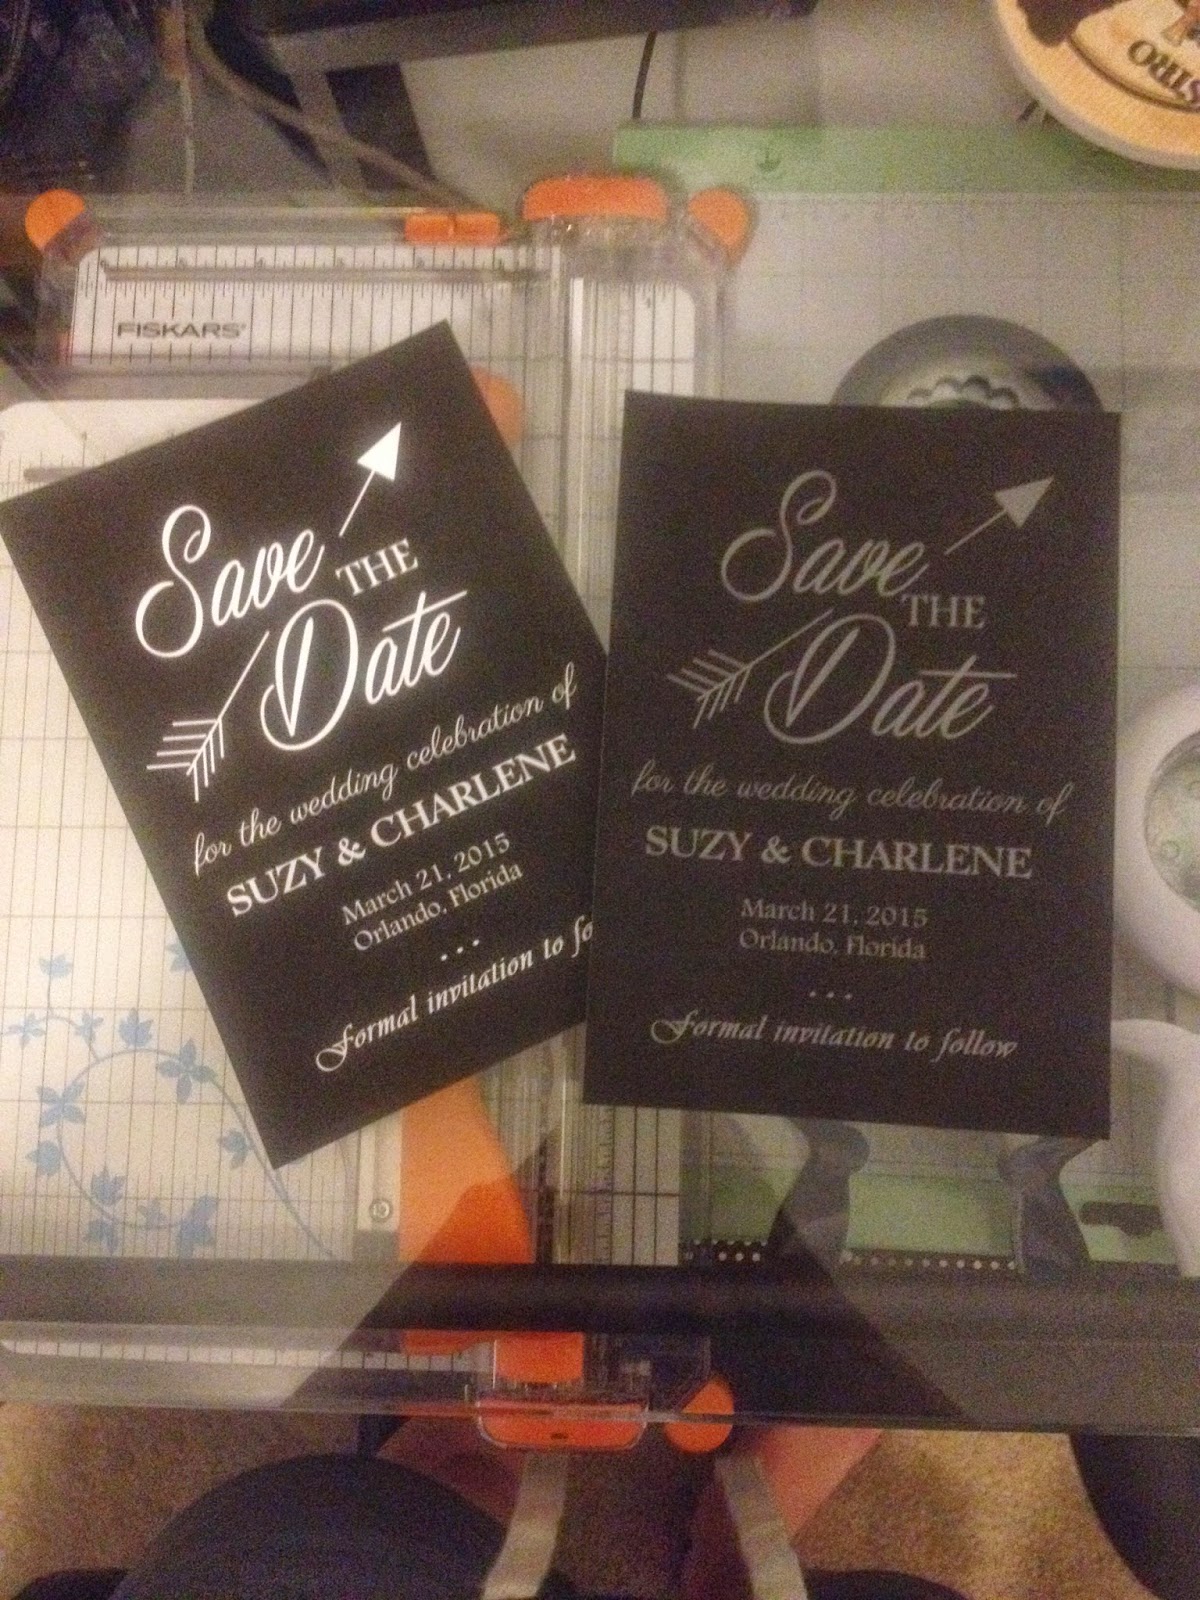 STRO
FISKARS
Save
THE
Date
for the wedding celebration of
SUZY & CHARLENE
March 21, 2015
Orlando, Florida
...
Formal invitation to fo
Save
THE
Date
for the wedding celebration of
SUZY & CHARLENE
March 21, 2015
Orlando, Florida
...
Formal invitation to follow